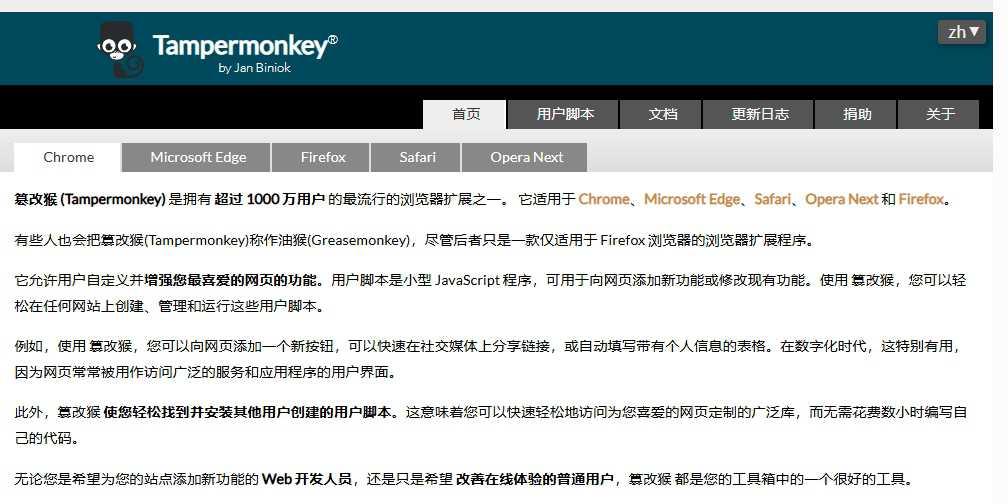 Tampermonkey®
by Jan Biniok
zh▼
首页 用户脚本 文档 更新日志 捐助 关于
Chrome Microsoft Edge Firefox Safari Opera Next
篡改猴 (Tampermonkey) 是拥有 超过 1000 万用户 的最流行的浏览器扩展之一。 它适用于 Chrome、Microsoft Edge、Safari、Opera Next 和 Firefox。
有些人也会把篡改猴(Tampermonkey)称作油猴(Greasemonkey)，尽管后者只是一款仅适用于 Firefox 浏览器的浏览器扩展程序。
它允许用户自定义并增强您最喜爱的网页的功能。用户脚本是小型 JavaScript 程序，可用于向网页添加新功能或修改现有功能。使用 篡改猴，您可以轻
松在任何网站上创建、管理和运行这些用户脚本。
例如，使用 篡改猴，您可以向网页添加一个新按钮，可以快速在社交媒体上分享链接，或自动填写带有个人信息的表格。在数字化时代，这特别有用，
因为网页常常被用作访问广泛的服务和应用程序的用户界面。
此外，篡改猴 使您轻松找到并安装其他用户创建的用户脚本。这意味着您可以快速轻松地访问为您喜爱的网页定制的广泛库，而无需花费数小时编写自
己的代码。
无论您是希望为您的站点添加新功能的 Web 开发人员，还是只是希望 改善在线体验的普通用户，篡改猴 都是您的工具箱中的一个很好的工具。